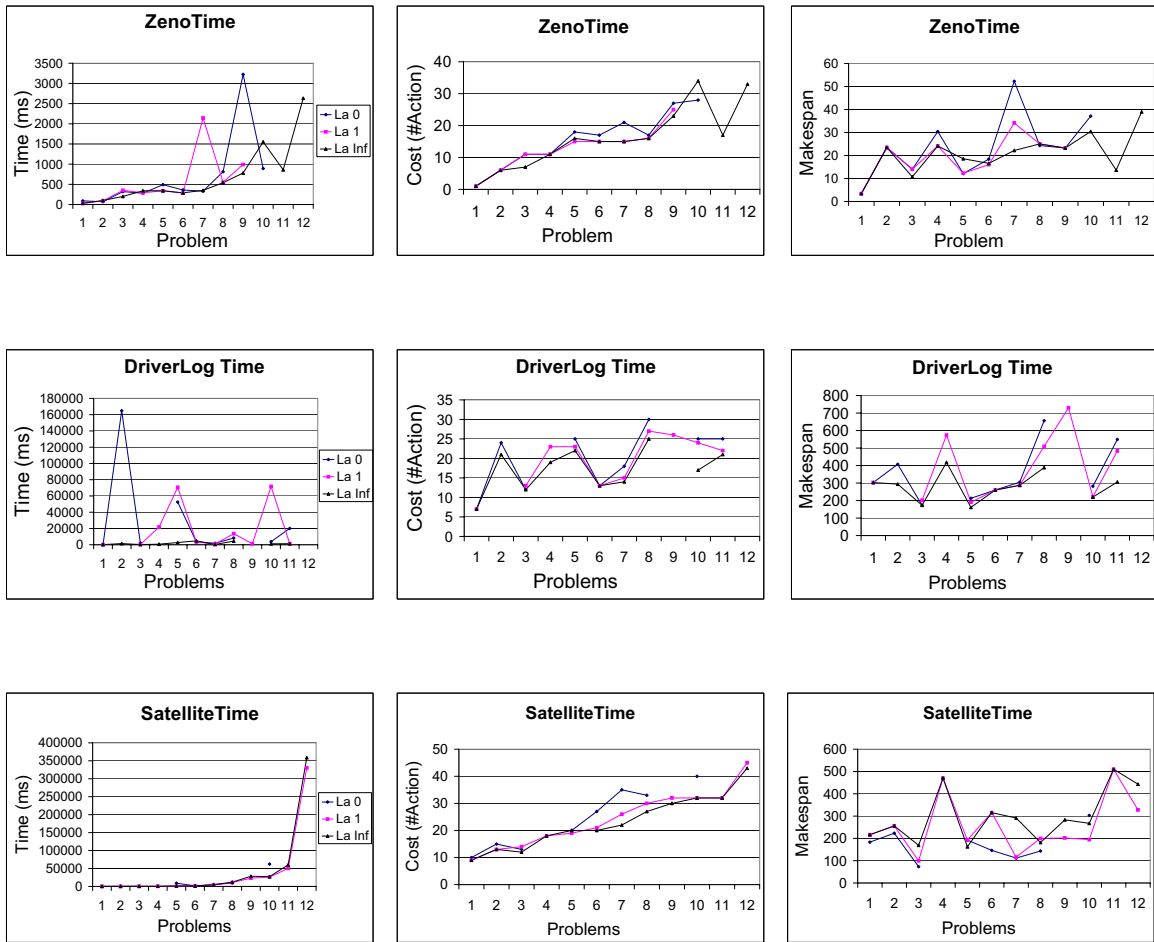 ZenoTime
Time (ms)
3500
3000
2500
2000
1500
1000
500
0
1 2 3 4 5 6 7 8 9 10 11 12
Problem
La 0
La 1
La Inf
ZenoTime
Cost (#Action)
40
30
20
10
0
1 2 3 4 5 6 7 8 9 10 11 12
Problem
ZenoTime
Makespan
60
50
40
30
20
10
0
1 2 3 4 5 6 7 8 9 10 11 12
Problem
DriverLog Time
Time (ms)
180000
160000
140000
120000
100000
80000
60000
40000
20000
0
1 2 3 4 5 6 7 8 9 10 11 12
Problems
La 0
La 1
La Inf
DriverLog Time
Cost (#Action)
35
30
25
20
15
10
5
0
1 2 3 4 5 6 7 8 9 10 11 12
Problems
DriverLog Time
Makespan
800
700
600
500
400
300
200
100
0
1 2 3 4 5 6 7 8 9 10 11 12
Problems
SatelliteTime
Time (ms)
400000
350000
300000
250000
200000
150000
100000
50000
0
1 2 3 4 5 6 7 8 9 10 11 12
Problems
La 0
La 1
La Inf
SatelliteTime
Cost (#Action)
50
40
30
20
10
0
1 2 3 4 5 6 7 8 9 10 11 12
Problems
SatelliteTime
Makespan
600
500
400
300
200
100
0
1 2 3 4 5 6 7 8 9 10 11 12
Problems